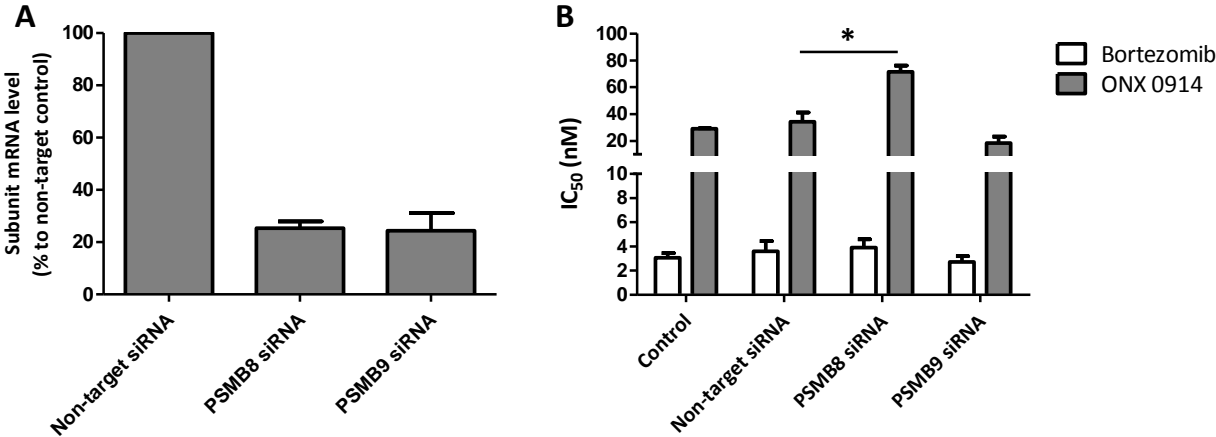 A
Subunit mRNA level
(% to non-target control)
100
80
60
40
20
0
Non-target siRNA
PSMB8 siRNA
PSMB9 siRNA
B
IC₅₀ (nM)
100
80
60
40
20
10
8
6
4
2
0
*
Control
Non-target siRNA
PSMB8 siRNA
PSMB9 siRNA
Bortezomib
ONX 0914